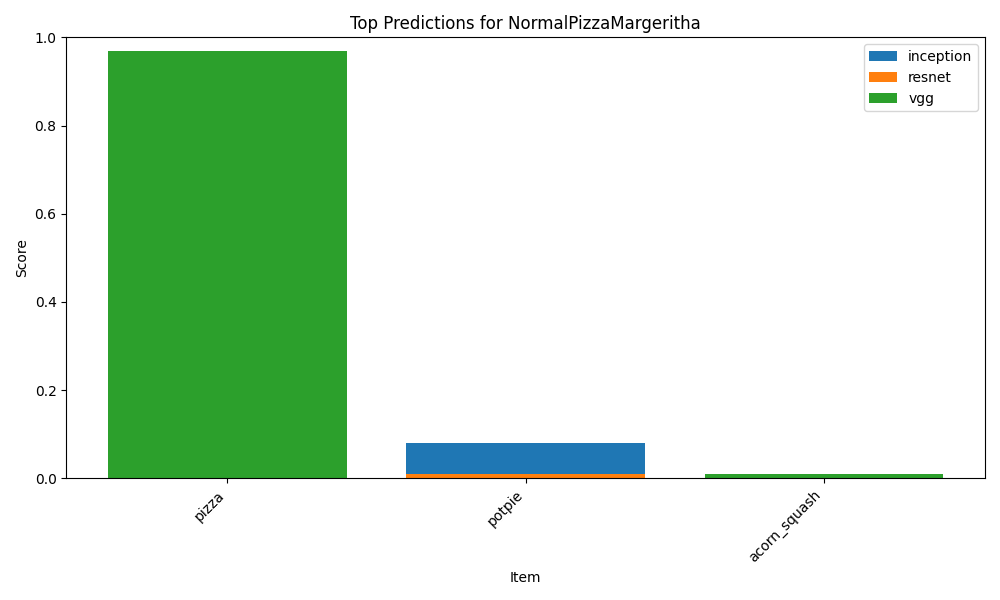 Top Predictions for NormalPizzaMargeritha
inception
resnet
vgg
Score
1.0
0.8
0.6
0.4
0.2
0.0
pizza
potpie
acorn_squash
Item